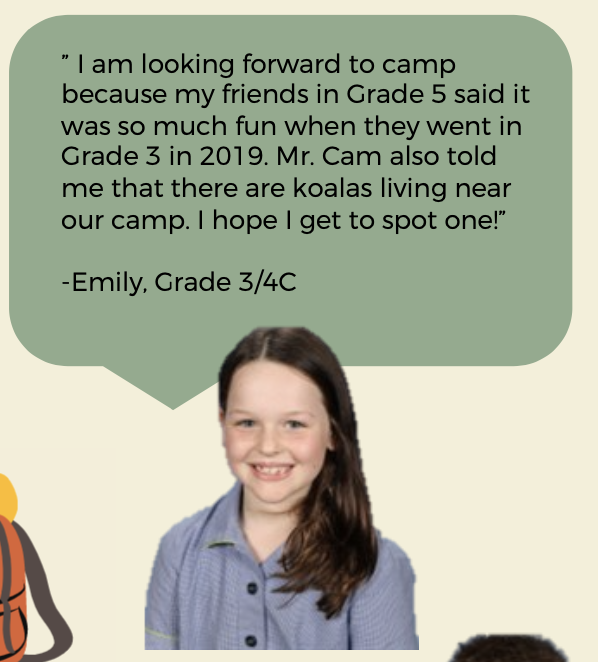 ” I am looking forward to camp
because my friends in Grade 5 said it
was so much fun when they went in
Grade 3 in 2019. Mr. Cam also told
me that there are koalas living near
our camp. I hope I get to spot one!”
-Emily, Grade 3/4C